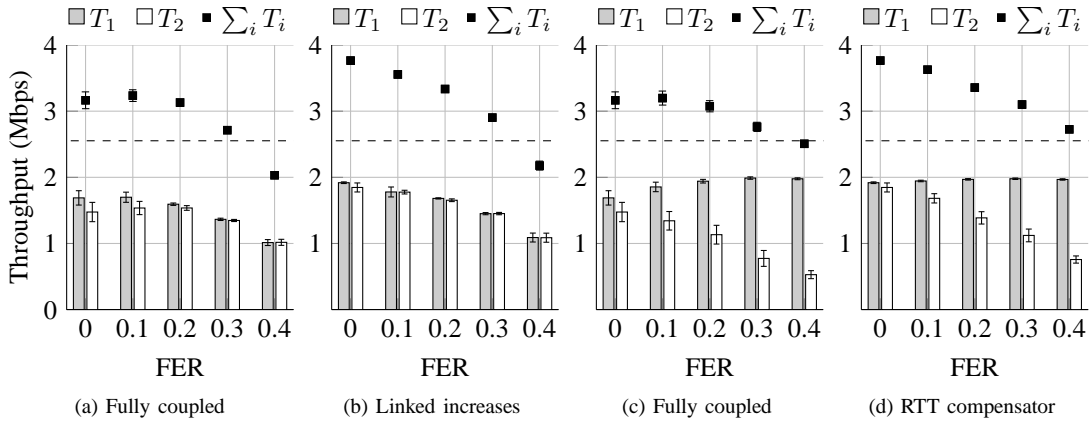 T1 T2 ∑i Ti T1 T2 ∑i Ti T1 T2 ∑i Ti T1 T2 ∑i Ti
4 4 4 4
3 3 3 3
2 2 2 2
1 1 1 1
0
Throughput (Mbps)
0 0.1 0.2 0.3 0.4 0 0.1 0.2 0.3 0.4 0 0.1 0.2 0.3 0.4 0 0.1 0.2 0.3 0.4
FER FER FER FER
(a) Fully coupled (b) Linked increases (c) Fully coupled (d) RTT compensator